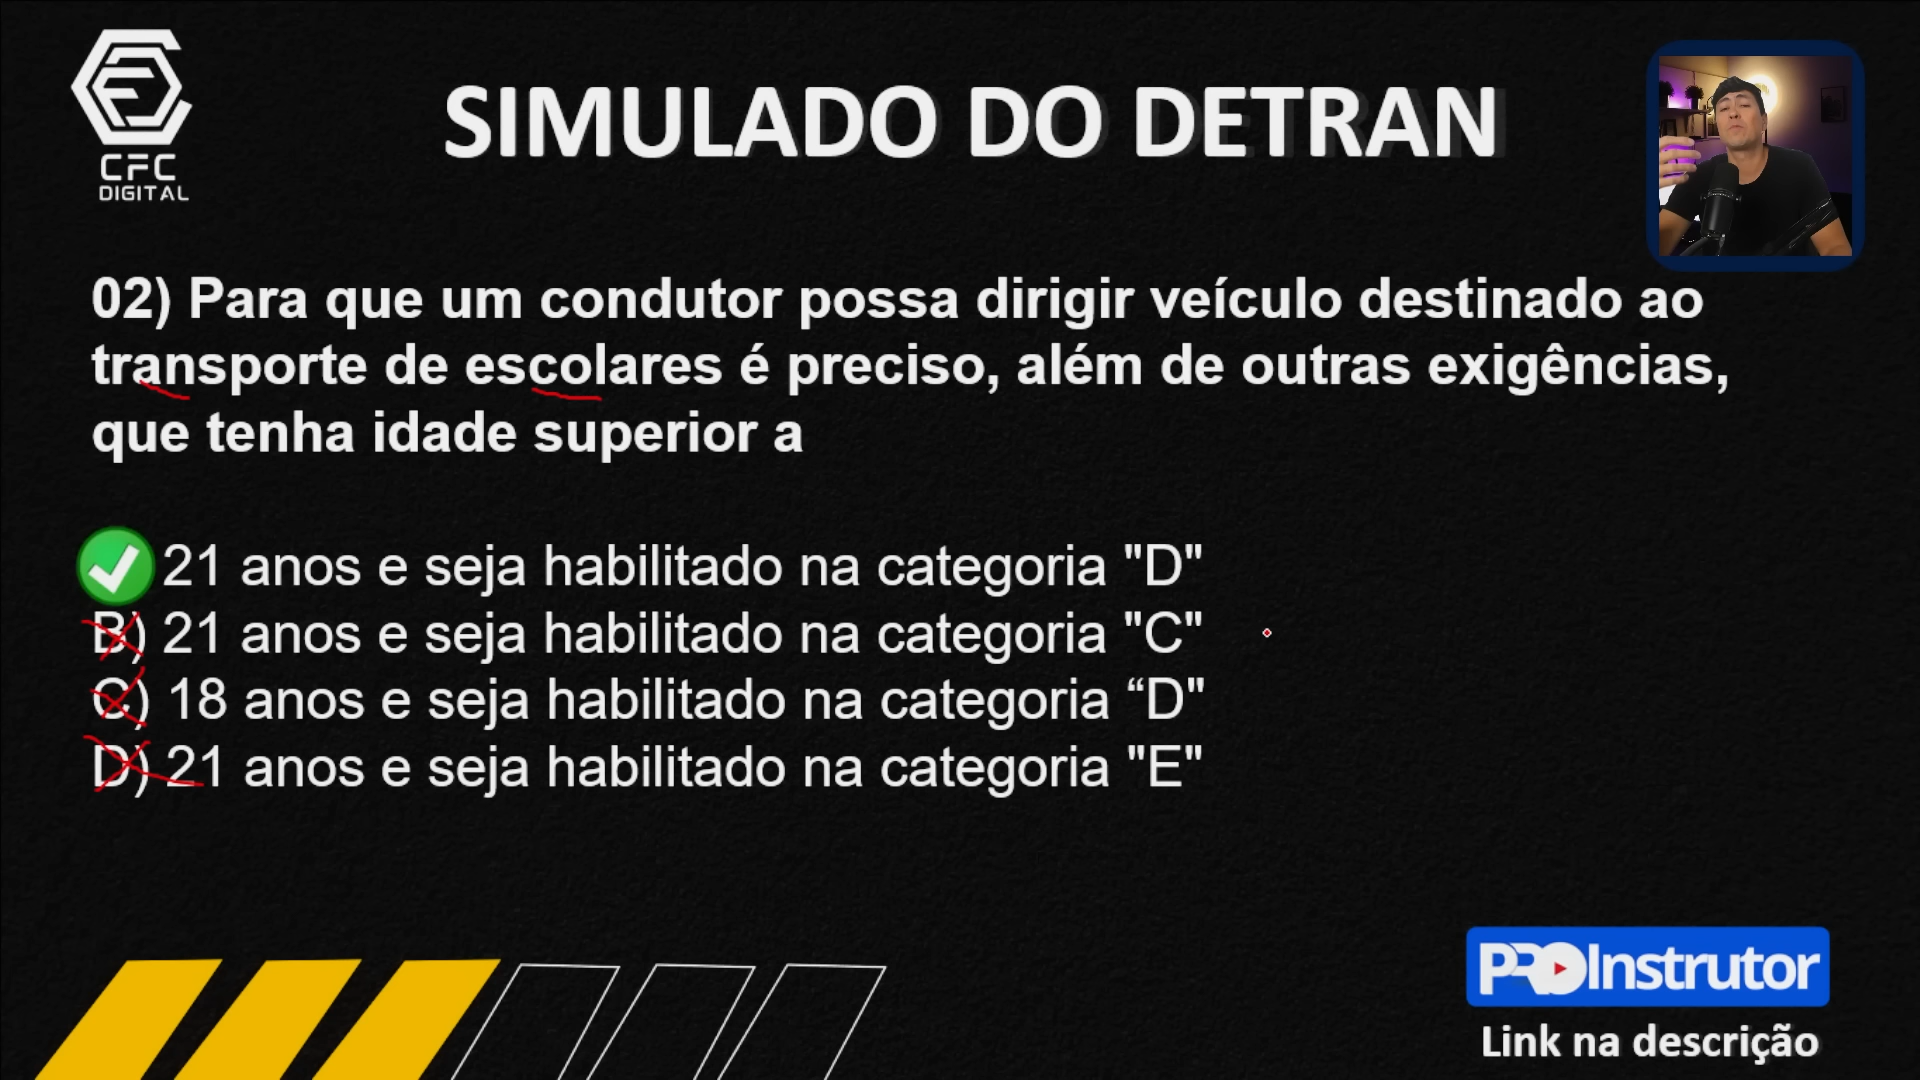 CFC
DIGITAL
SIMULADO DO DETRAN
02) Para que um condutor possa dirigir veículo destinado ao
transporte de escolares é preciso, além de outras exigências,
que tenha idade superior a
21 anos e seja habilitado na categoria "D"
B) 21 anos e seja habilitado na categoria "C"
C) 18 anos e seja habilitado na categoria “D"
D) 21 anos e seja habilitado na categoria "E"
PROInstrutor
Link na descrição